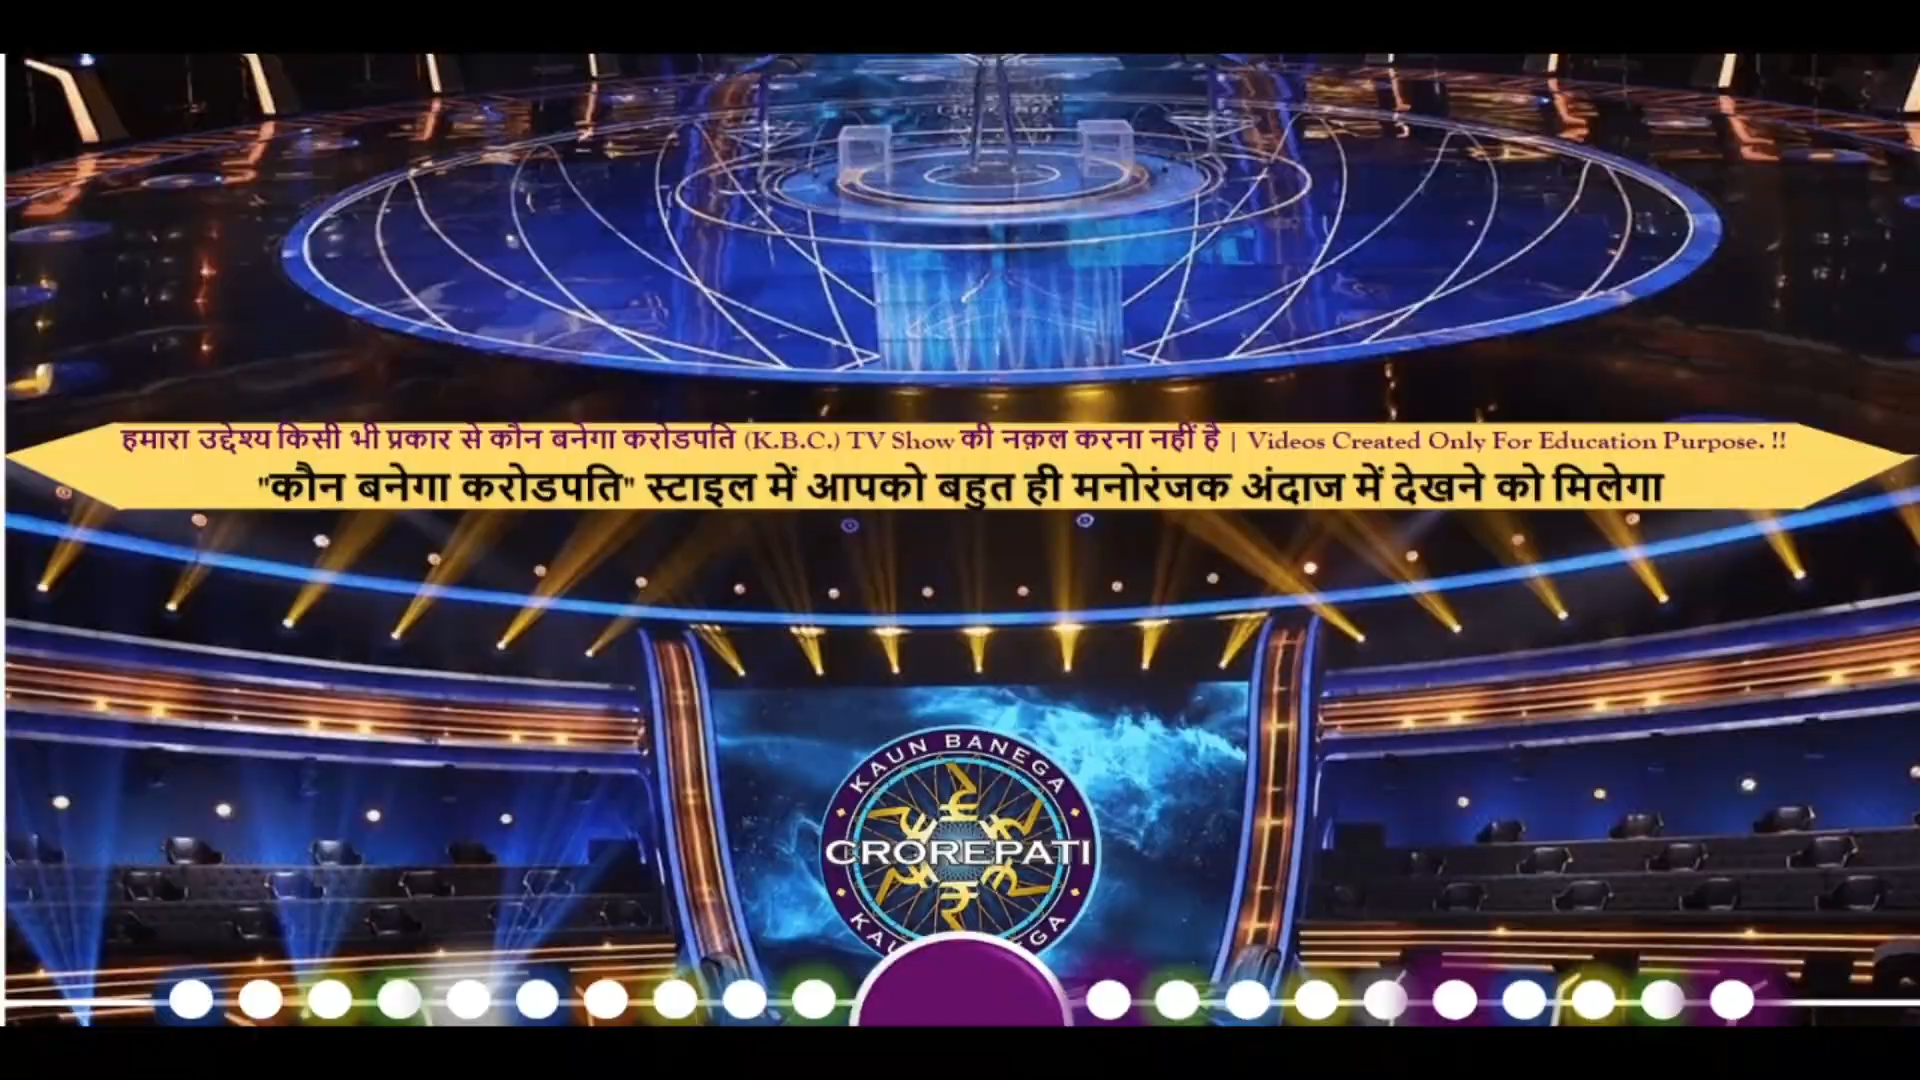 हमारा उद्देश्य किसी भी प्रकार से कौन बनेगा करोडपति (K.B.C.) TV Show की नक़ल करना नहीं है | Videos Created Only For Education Purpose. !!
"कौन बनेगा करोडपति" स्टाइल में आपको बहुत ही मनोरंजक अंदाज में देखने को मिलेगा
KAUN BANEGA
CROREPATI